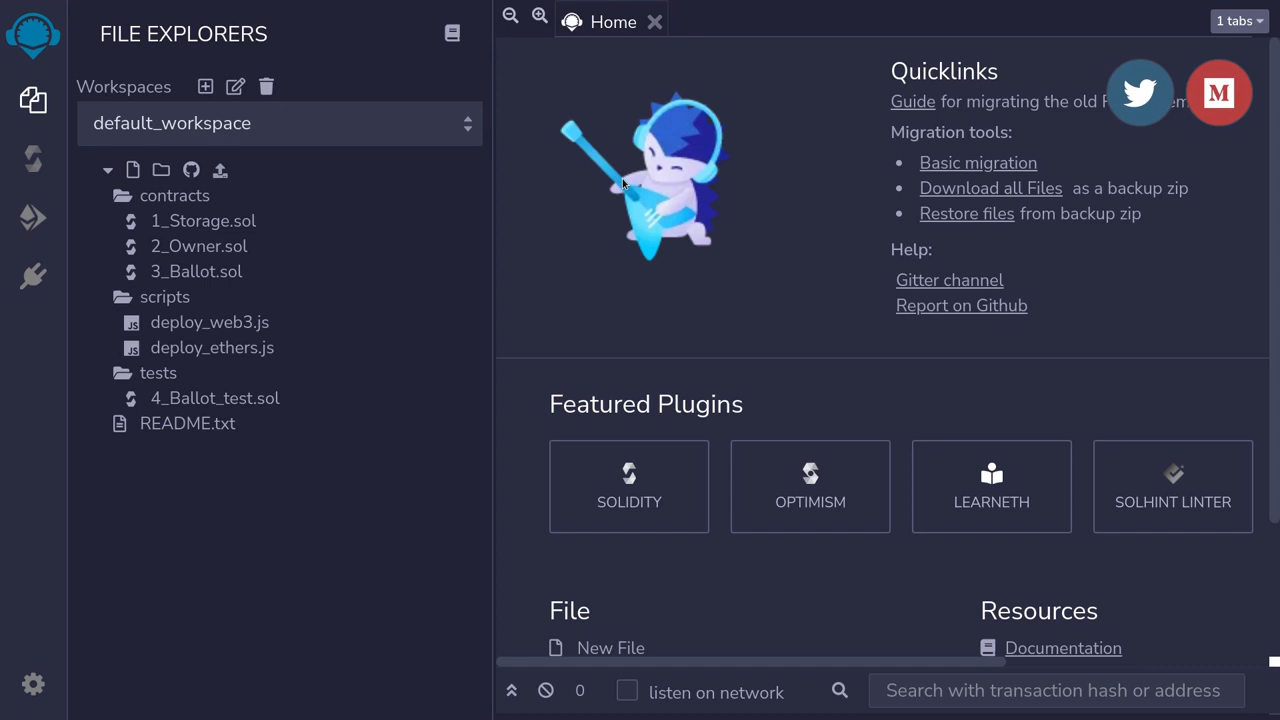 FILE EXPLORERS
Workspaces
default_workspace
contracts
1_Storage.sol
2_Owner.sol
3_Ballot.sol
scripts
deploy_web3.js
deploy_ethers.js
tests
4_Ballot_test.sol
README.txt
Home
1 tabs
Quicklinks
Guide for migrating the old
Migration tools:
Basic migration
Download all Files as a backup zip
Restore files from backup zip
Help:
Gitter channel
Report on Github
Featured Plugins
SOLIDITY
OPTIMISM
LEARNETH
SOLHINT LINTER
File
New File
Resources
Documentation
0
listen on network
Search with transaction hash or address